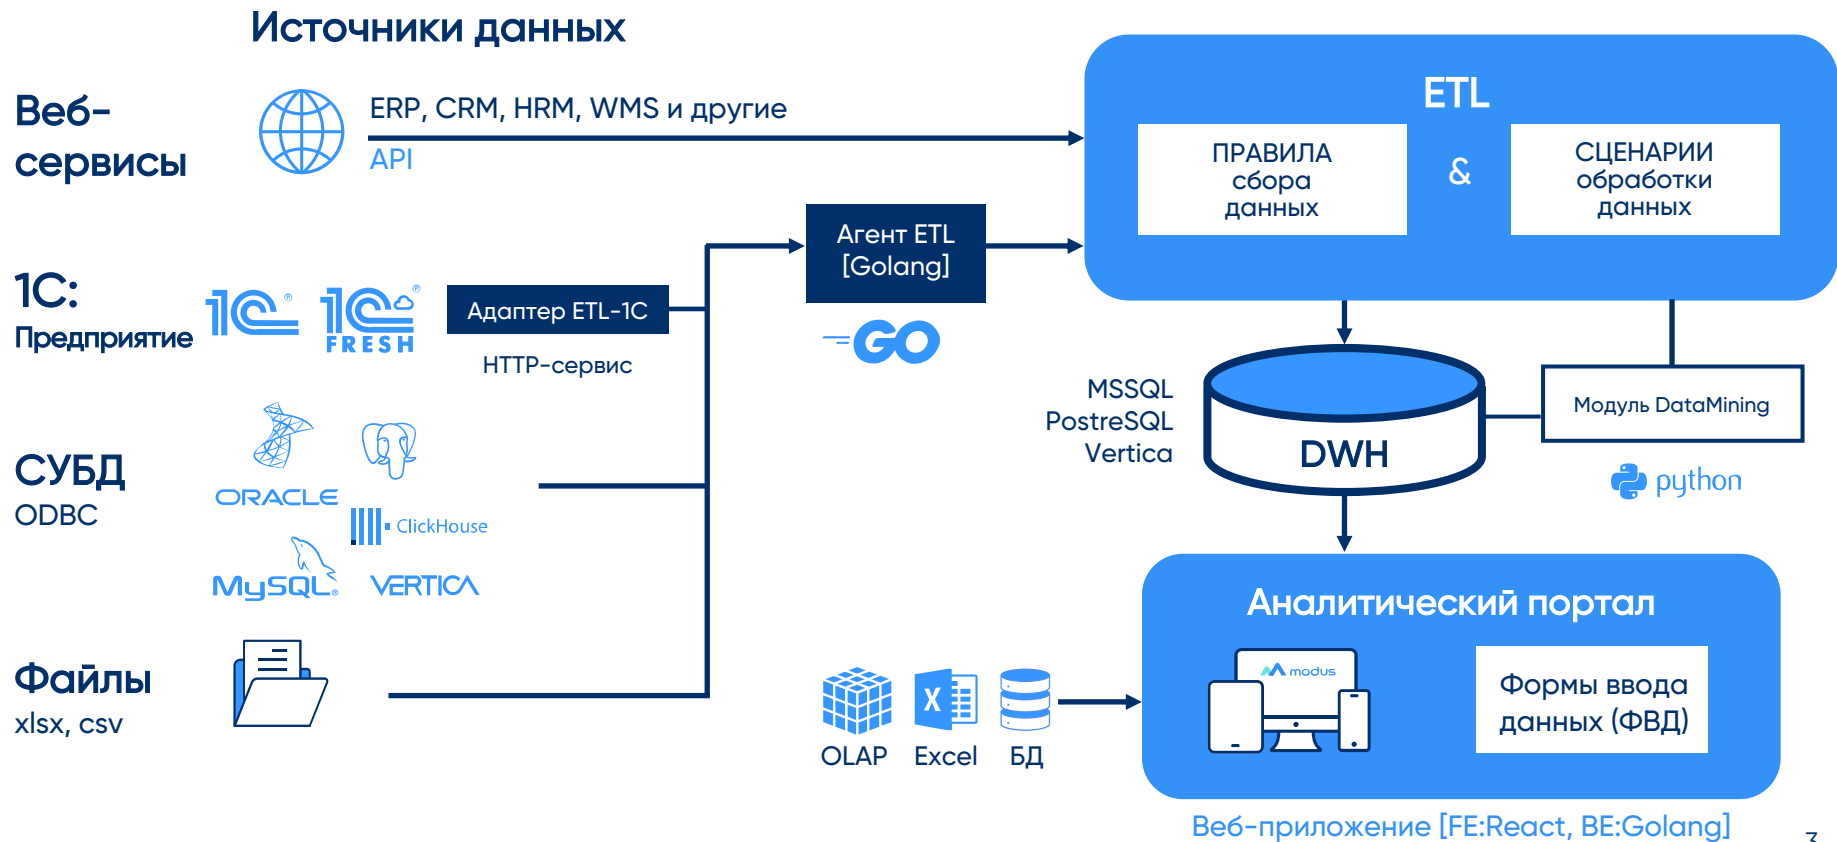 Источники данных
Веб-
сервисы
ERP, CRM, HRM, WMS и другие
API
ETL
ПРАВИЛА
сбора
данных
&
СЦЕНАРИИ
обработки
данных
Агент ETL
[Golang]
GO
1С:
Предприятие
1C®
1C®
FRESH
Адаптер ETL-1С
HTTP-сервис
MSSQL
PostreSQL
Vertica
DWH
Модуль DataMining
python
СУБД
ODBC
ORACLE
ClickHouse
MySQL®
VERTICA
Файлы
xlsx, csv
OLAP
X
Excel
БД
Аналитический портал
modus
Формы ввода
данных (ФВД)
Веб-приложение [FE:React, BE:Golang]